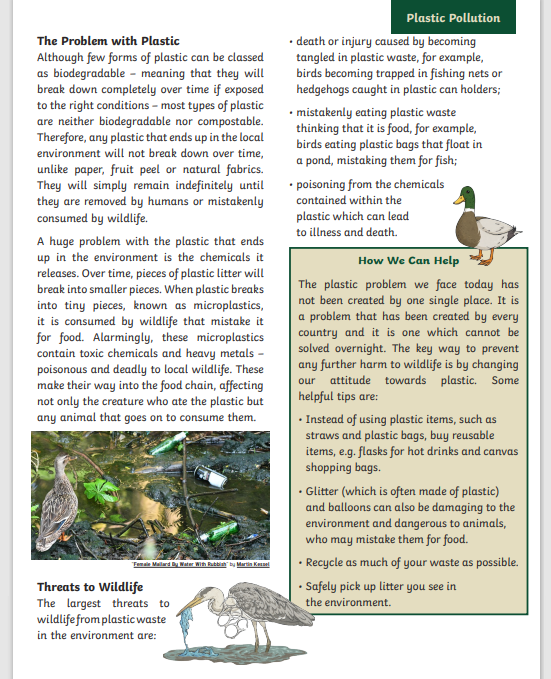 Plastic Pollution
The Problem with Plastic
Although few forms of plastic can be classed
as biodegradable – meaning that they will
break down completely over time if exposed
to the right conditions – most types of plastic
are neither biodegradable nor compostable.
Therefore, any plastic that ends up in the local
environment will not break down over time,
unlike paper, fruit peel or natural fabrics.
They will simply remain indefinitely until
they are removed by humans or mistakenly
consumed by wildlife.
A huge problem with the plastic that ends
up in the environment is the chemicals it
releases. Over time, pieces of plastic litter will
break into smaller pieces. When plastic breaks
into tiny pieces, known as microplastics,
it is consumed by wildlife that mistake it
for food. Alarmingly, these microplastics
contain toxic chemicals and heavy metals –
poisonous and deadly to local wildlife. These
make their way into the food chain, affecting
not only the creature who ate the plastic but
any animal that goes on to consume them.
"Female Mallard By Water With Rubbish" by Martin Kessel
Threats to Wildlife
The largest threats to
wildlife from plastic waste
in the environment are:
• death or injury caused by becoming
tangled in plastic waste, for example,
birds becoming trapped in fishing nets or
hedgehogs caught in plastic can holders;
• mistakenly eating plastic waste
thinking that it is food, for example,
birds eating plastic bags that float in
a pond, mistaking them for fish;
• poisoning from the chemicals
contained within the
plastic which can lead
to illness and death.
How We Can Help
The plastic problem we face today has
not been created by one single place. It is
a problem that has been created by every
country and it is one which cannot be
solved overnight. The key way to prevent
any further harm to wildlife is by changing
our attitude towards plastic. Some
helpful tips are:
• Instead of using plastic items, such as
straws and plastic bags, buy reusable
items, e.g. flasks for hot drinks and canvas
shopping bags.
• Glitter (which is often made of plastic)
and balloons can also be damaging to the
environment and dangerous to animals,
who may mistake them for food.
• Recycle as much of your waste as possible.
• Safely pick up litter you see in
the environment.